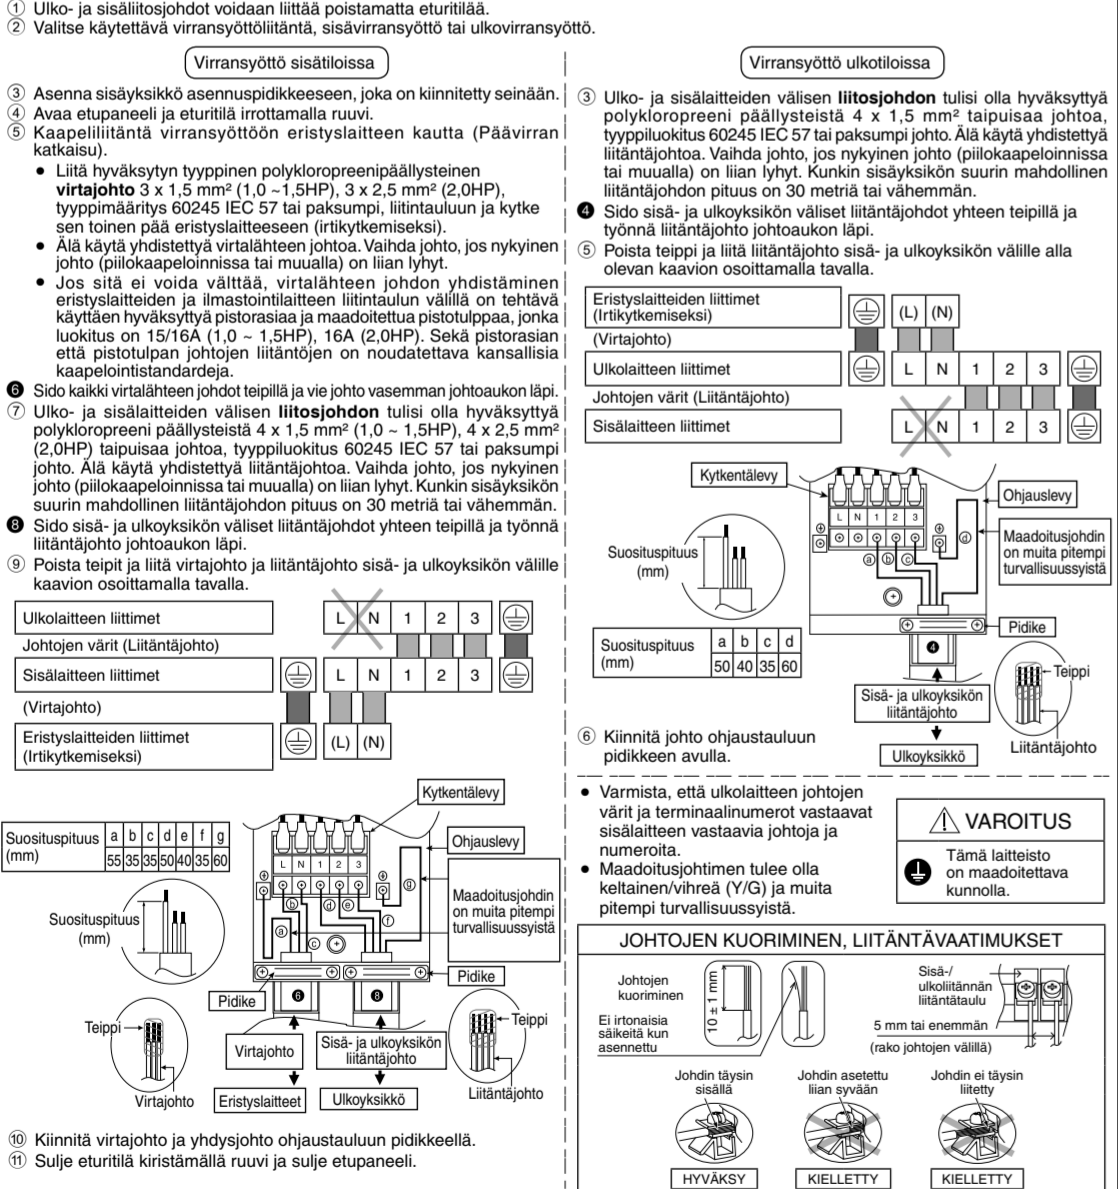 ① Ulko- ja sisäliitosjohdot voidaan liittää poistamatta eturitilää.
② Valitse käytettävä virransyöttöliitäntä, sisävirransyöttö tai ulkovirransyöttö.
Virransyöttö sisätiloissa
③ Asenna sisäyksikkö asennuspidikkeeseen, joka on kiinnitetty seinään.
④ Avaa etupaneeli ja eturitilä irrottamalla ruuvi.
⑤ Kaapeliliitäntä virransyöttöön eristyslaitteen kautta (Päävirran
katkaisu).
• Liitä hyväksytyn tyyppinen polykloropreenipäällysteinen
virtajohto 3 x 1,5 mm² (1,0 ~1,5HP), 3 x 2,5 mm² (2,0HP),
tyyppimääritys 60245 IEC 57 tai paksumpi, liitintauluun ja kytke
sen toinen pää eristyslaitteeseen (irtikytkemiseksi).
• Älä käytä yhdistettyä virtalähteen johtoa. Vaihda johto, jos nykyinen
johto (piilokaapeloinnissa tai muualla) on liian lyhyt.
• Jos sitä ei voida välttää, virtalähteen johdon yhdistäminen
eristyslaitteiden ja ilmastointilaitteen liitintaulun välillä on tehtävä
käyttäen hyväksyttyä pistorasiaa ja maadoitettua pistotulppaa, jonka
luokitus on 15/16A (1,0 ~ 1,5HP), 16A (2,0HP). Sekä pistorasian
että pistotulpan johtojen liitäntöjen on noudatettava kansallisia
kaapelointistandardeja.
❻ Sido kaikki virtalähteen johdot teipillä ja vie johto vasemman johtoaukon läpi.
⑦ Ulko- ja sisälaitteiden välisen liitosjohdon tulisi olla hyväksyttyä
polykloropreeni päällysteistä 4 x 1,5 mm² (1,0 ~ 1,5HP), 4 x 2,5 mm²
(2,0HP) taipuisaa johtoa, tyyppiluokitus 60245 IEC 57 tai paksumpi
johto. Älä käytä yhdistettyä liitäntäjohtoa. Vaihda johto, jos nykyinen
johto (piilokaapeloinnissa tai muualla) on liian lyhyt. Kunkin sisäyksikön
suurin mahdollinen liitäntäjohdon pituus on 30 metriä tai vähemmän.
❽ Sido sisä- ja ulkoyksikön väliset liitäntäjohdot yhteen teipillä ja työnnä
liitäntäjohto johtoaukon läpi.
⑨ Poista teipit ja liitä virtajohto ja liitäntäjohto sisä- ja ulkoyksikön välille
kaavion osoittamalla tavalla.
Ulkolaitteen liittimet L N 1 2 3
Johtojen värit (Liitäntäjohto)
Sisälaitteen liittimet L N 1 2 3
(Virtajohto)
Eristyslaitteiden liittimet
(Irtikytkemiseksi) (L) (N)
Kytkentälevy
Suosituspituus
(mm)
a b c d e f g
55 35 35 50 40 35 60
Ohjauslevy
L N 1 2 3
Maadoitusjohdin
on muita pitempi
turvallisuussyistä
Suosituspituus
(mm)
ⓐ ⓑ ⓒ ⓓ ⓔ ⓕ ⓖ
Pidike
Pidike
❻ ❽
Teippi
Teippi
Virtajohto
Sisä- ja ulkoyksikön
liitäntäjohto
Virtajohto
Eristyslaitteet
Ulkoyksikkö
Liitäntäjohto
⑩ Kiinnitä virtajohto ja yhdysjohto ohjaustauluun pidikkeellä.
⑪ Sulje eturitilä kiristämällä ruuvi ja sulje etupaneeli.
Virransyöttö ulkotiloissa
③ Ulko- ja sisälaitteiden välisen liitosjohdon tulisi olla hyväksyttyä
polykloropreeni päällysteistä 4 x 1,5 mm² taipuisaa johtoa,
tyyppiluokitus 60245 IEC 57 tai paksumpi johto. Älä käytä yhdistettyä
liitäntäjohtoa. Vaihda johto, jos nykyinen johto (piilokaapeloinnissa
tai muualla) on liian lyhyt. Kunkin sisäyksikön suurin mahdollinen
liitäntäjohdon pituus on 30 metriä tai vähemmän.
❹ Sido sisä- ja ulkoyksikön väliset liitäntäjohdot yhteen teipillä ja
työnnä liitäntäjohto johtoaukon läpi.
⑤ Poista teippi ja liitä liitäntäjohto sisä- ja ulkoyksikön välille alla
olevan kaavion osoittamalla tavalla.
Eristyslaitteiden liittimet
(Irtikytkemiseksi) (L) (N)
(Virtajohto)
Ulkolaitteen liittimet L N 1 2 3
Johtojen värit (Liitäntäjohto)
Sisälaitteen liittimet L N 1 2 3
Kytkentälevy
Ohjauslevy
L N 1 2 3
Suosituspituus
(mm)
Maadoitusjohdin
on muita pitempi
turvallisuussyistä
ⓐ ⓑ ⓒ ⓓ
Pidike
Suosituspituus
(mm)
a b c d
50 40 35 60
❹
Teippi
Sisä- ja ulkoyksikön
liitäntäjohto
Liitäntäjohto
Ulkoyksikkö
⑥ Kiinnitä johto ohjaustauluun
pidikkeen avulla.
• Varmista, että ulkolaitteen johtojen
värit ja terminaalinumerot vastaavat
sisälaitteen vastaavia johtoja ja
numeroita.
• Maadoitusjohtimen tulee olla
keltainen/vihreä (Y/G) ja muita
pitempi turvallisuussyistä.
VAROITUS
Tämä laitteisto
on maadoitettava
kunnolla.
JOHTOJEN KUORIMINEN, LIITÄNTÄVAATIMUKSET
Johtojen
kuoriminen
Ei irtonaisia
säikeitä kun
asennettu
10 ± 1 mm
Sisä-/
ulkoliitännän
liitäntätaulu
5 mm tai enemmän
(rako johtojen välillä)
Johdin täysin
sisällä
Johdin asetettu
liian syvään
Johdin ei täysin
liitetty
HYVÄKSY
KIELLETTY
KIELLETTY